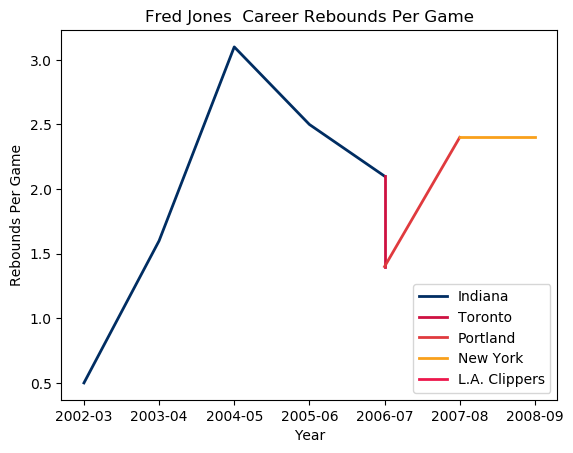 Fred Jones  Career Rebounds Per Game
Rebounds Per Game
3.0
2.5
2.0
1.5
1.0
0.5
Indiana
Toronto
Portland
New York
L.A. Clippers
2002-03 2003-04 2004-05 2005-06 2006-07 2007-08 2008-09
Year